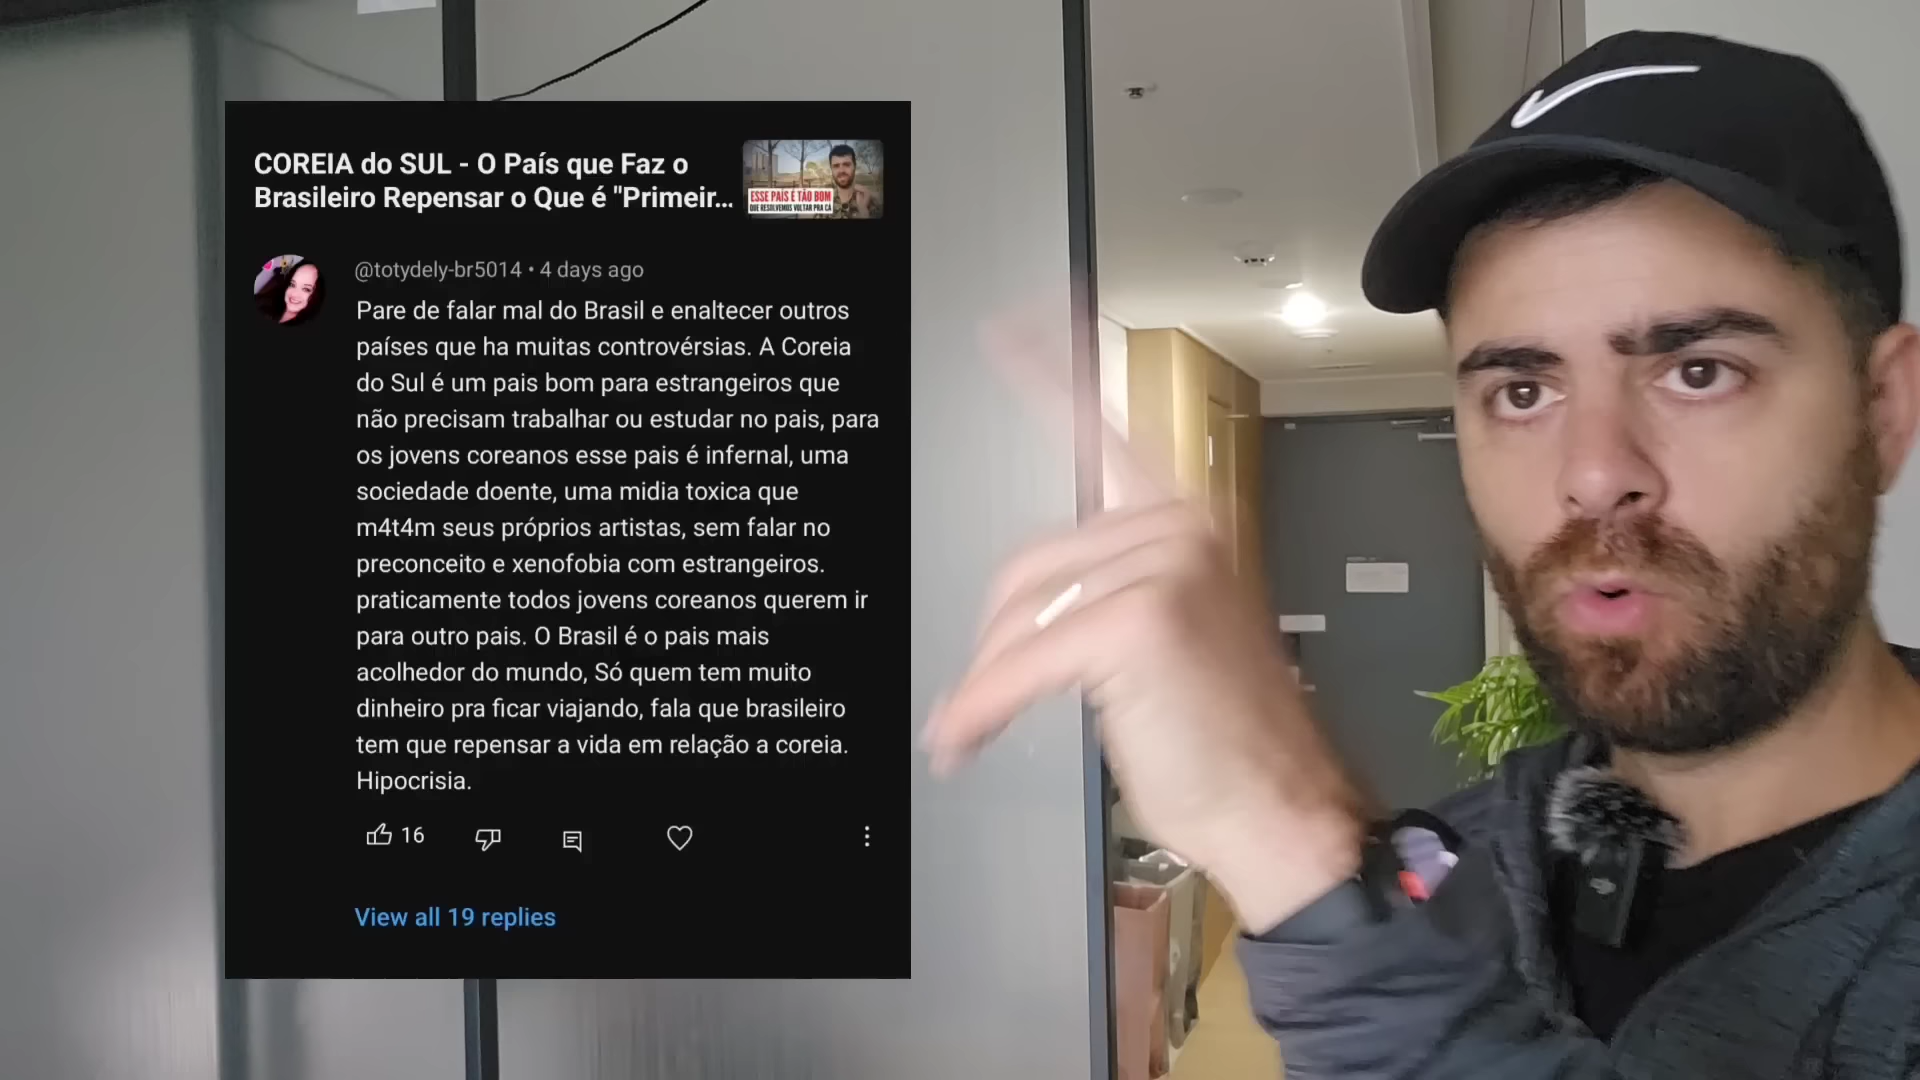 COREIA do SUL - O País que Faz o
Brasileiro Repensar o Que é "Primeir...
ESSE PAÍS É TÃO BOM
QUE RESOLVEMOS VOLTAR PRA CÁ
@totydely-br5014 • 4 days ago
Pare de falar mal do Brasil e enaltecer outros
países que ha muitas controvérsias. A Coreia
do Sul é um pais bom para estrangeiros que
não precisam trabalhar ou estudar no pais, para
os jovens coreanos esse pais é infernal, uma
sociedade doente, uma midia toxica que
m4t4m seus próprios artistas, sem falar no
preconceito e xenofobia com estrangeiros.
praticamente todos jovens coreanos querem ir
para outro pais. O Brasil é o pais mais
acolhedor do mundo, Só quem tem muito
dinheiro pra ficar viajando, fala que brasileiro
tem que repensar a vida em relação a coreia.
Hipocrisia.
16
View all 19 replies